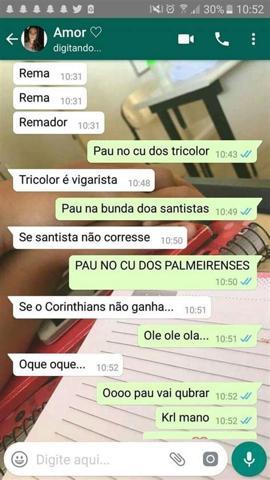 30% 10:52
Amor ♡
digitando...
Rema 10:31
Rema 10:31
Remador 10:31
Pau no cu dos tricolor 10:43
Tricolor é vigarista 10:48
Pau na bunda doa santistas 10:49
Se santista não corresse 10:50
PAU NO CU DOS PALMEIRENSES
10:50
Se o Corinthians não ganha... 10:51
Ole ole ola... 10:51
Oque oque... 10:52
Oooo pau vai qubrar 10:52
Krl mano 10:52
Digite aqui...